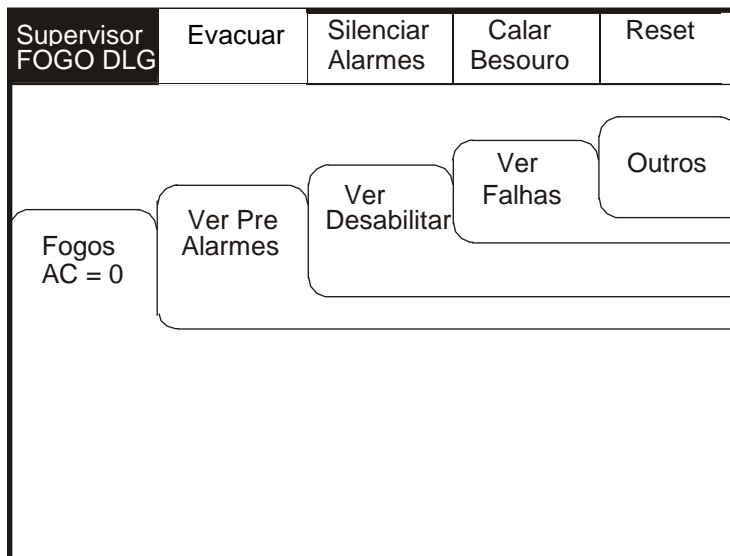 Supervisor
FOGO DLG
Evacuar
Silenciar
Alarmes
Calar
Besouro
Reset
Fogos
AC = 0
Ver Pre
Alarmes
Ver
Desabilitar
Ver
Falhas
Outros